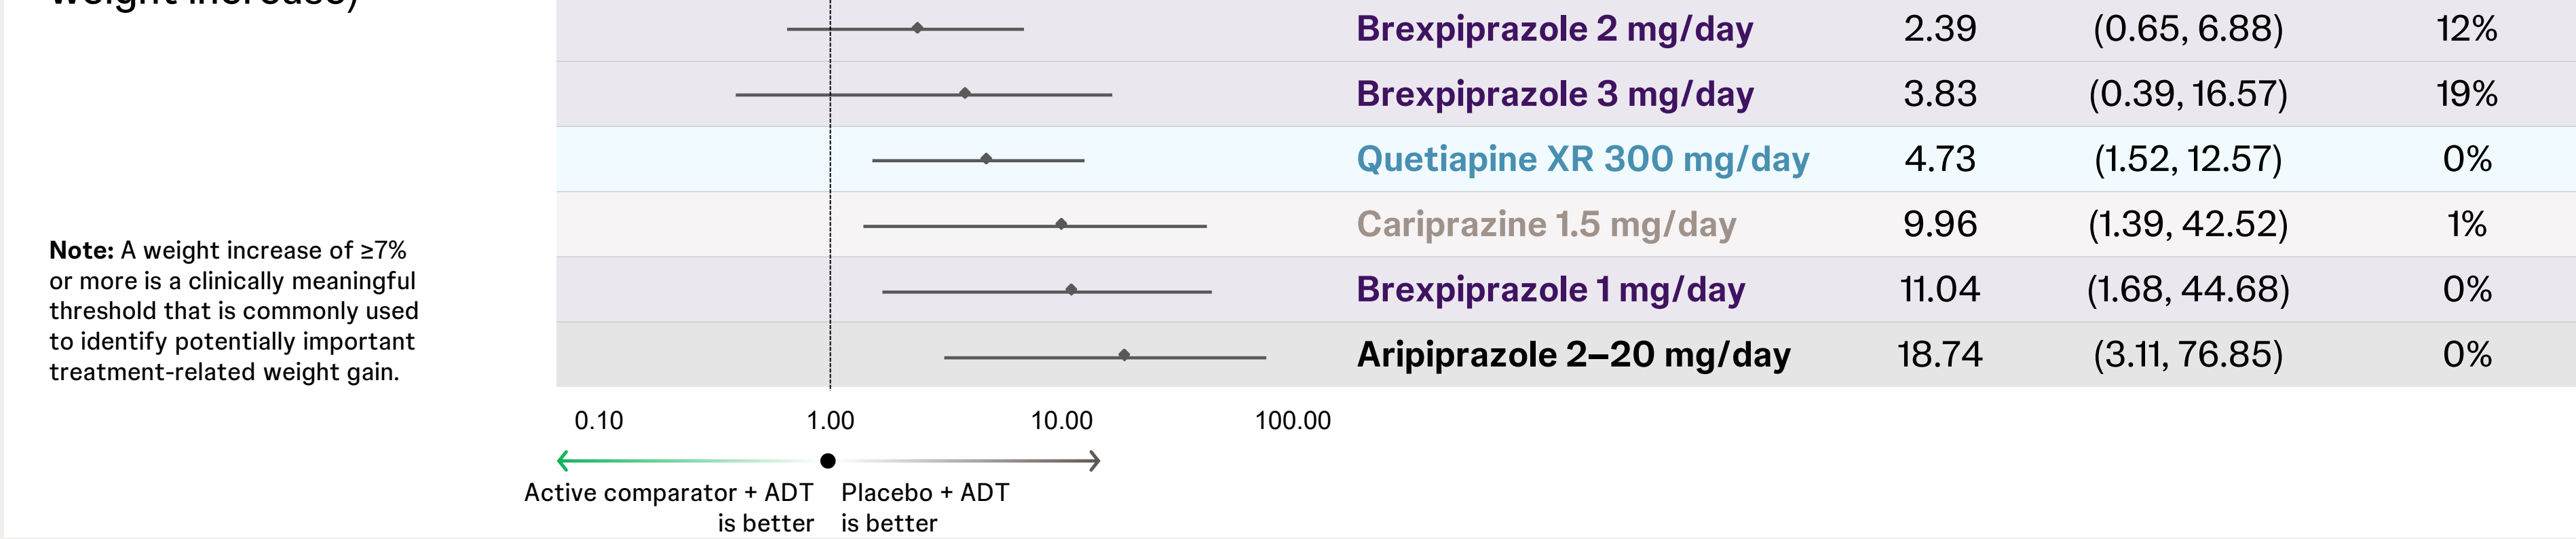 weight increase)
Brexpiprazole 2 mg/day 2.39 (0.65, 6.88) 12%
Brexpiprazole 3 mg/day 3.83 (0.39, 16.57) 19%
Quetiapine XR 300 mg/day 4.73 (1.52, 12.57) 0%
Cariprazine 1.5 mg/day 9.96 (1.39, 42.52) 1%
Brexpiprazole 1 mg/day 11.04 (1.68, 44.68) 0%
Aripiprazole 2–20 mg/day 18.74 (3.11, 76.85) 0%
Note: A weight increase of ≥7%
or more is a clinically meaningful
threshold that is commonly used
to identify potentially important
treatment-related weight gain.
0.10 1.00 10.00 100.00
Active comparator + ADT
is better
Placebo + ADT
is better